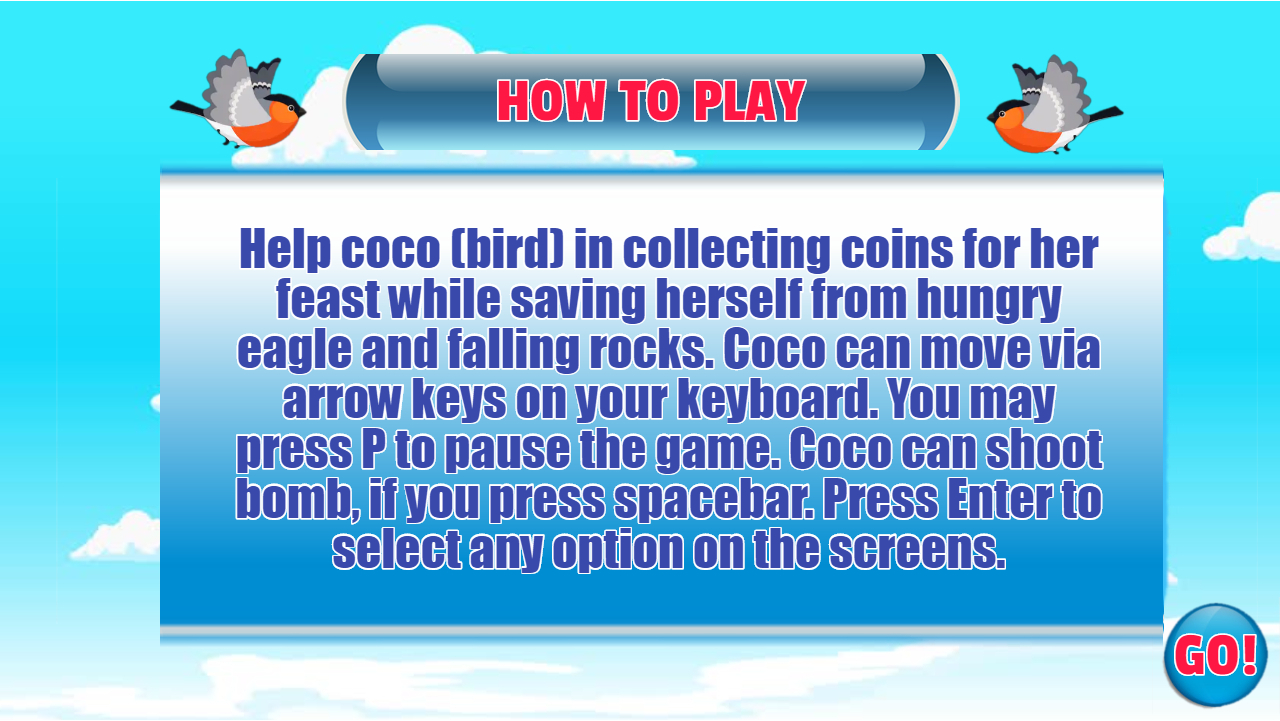 HOW TO PLAY
Help coco (bird) in collecting coins for her
feast while saving herself from hungry
eagle and falling rocks. Coco can move via
arrow keys on your keyboard. You may
press P to pause the game. Coco can shoot
bomb, if you press spacebar. Press Enter to
select any option on the screens.
GO!